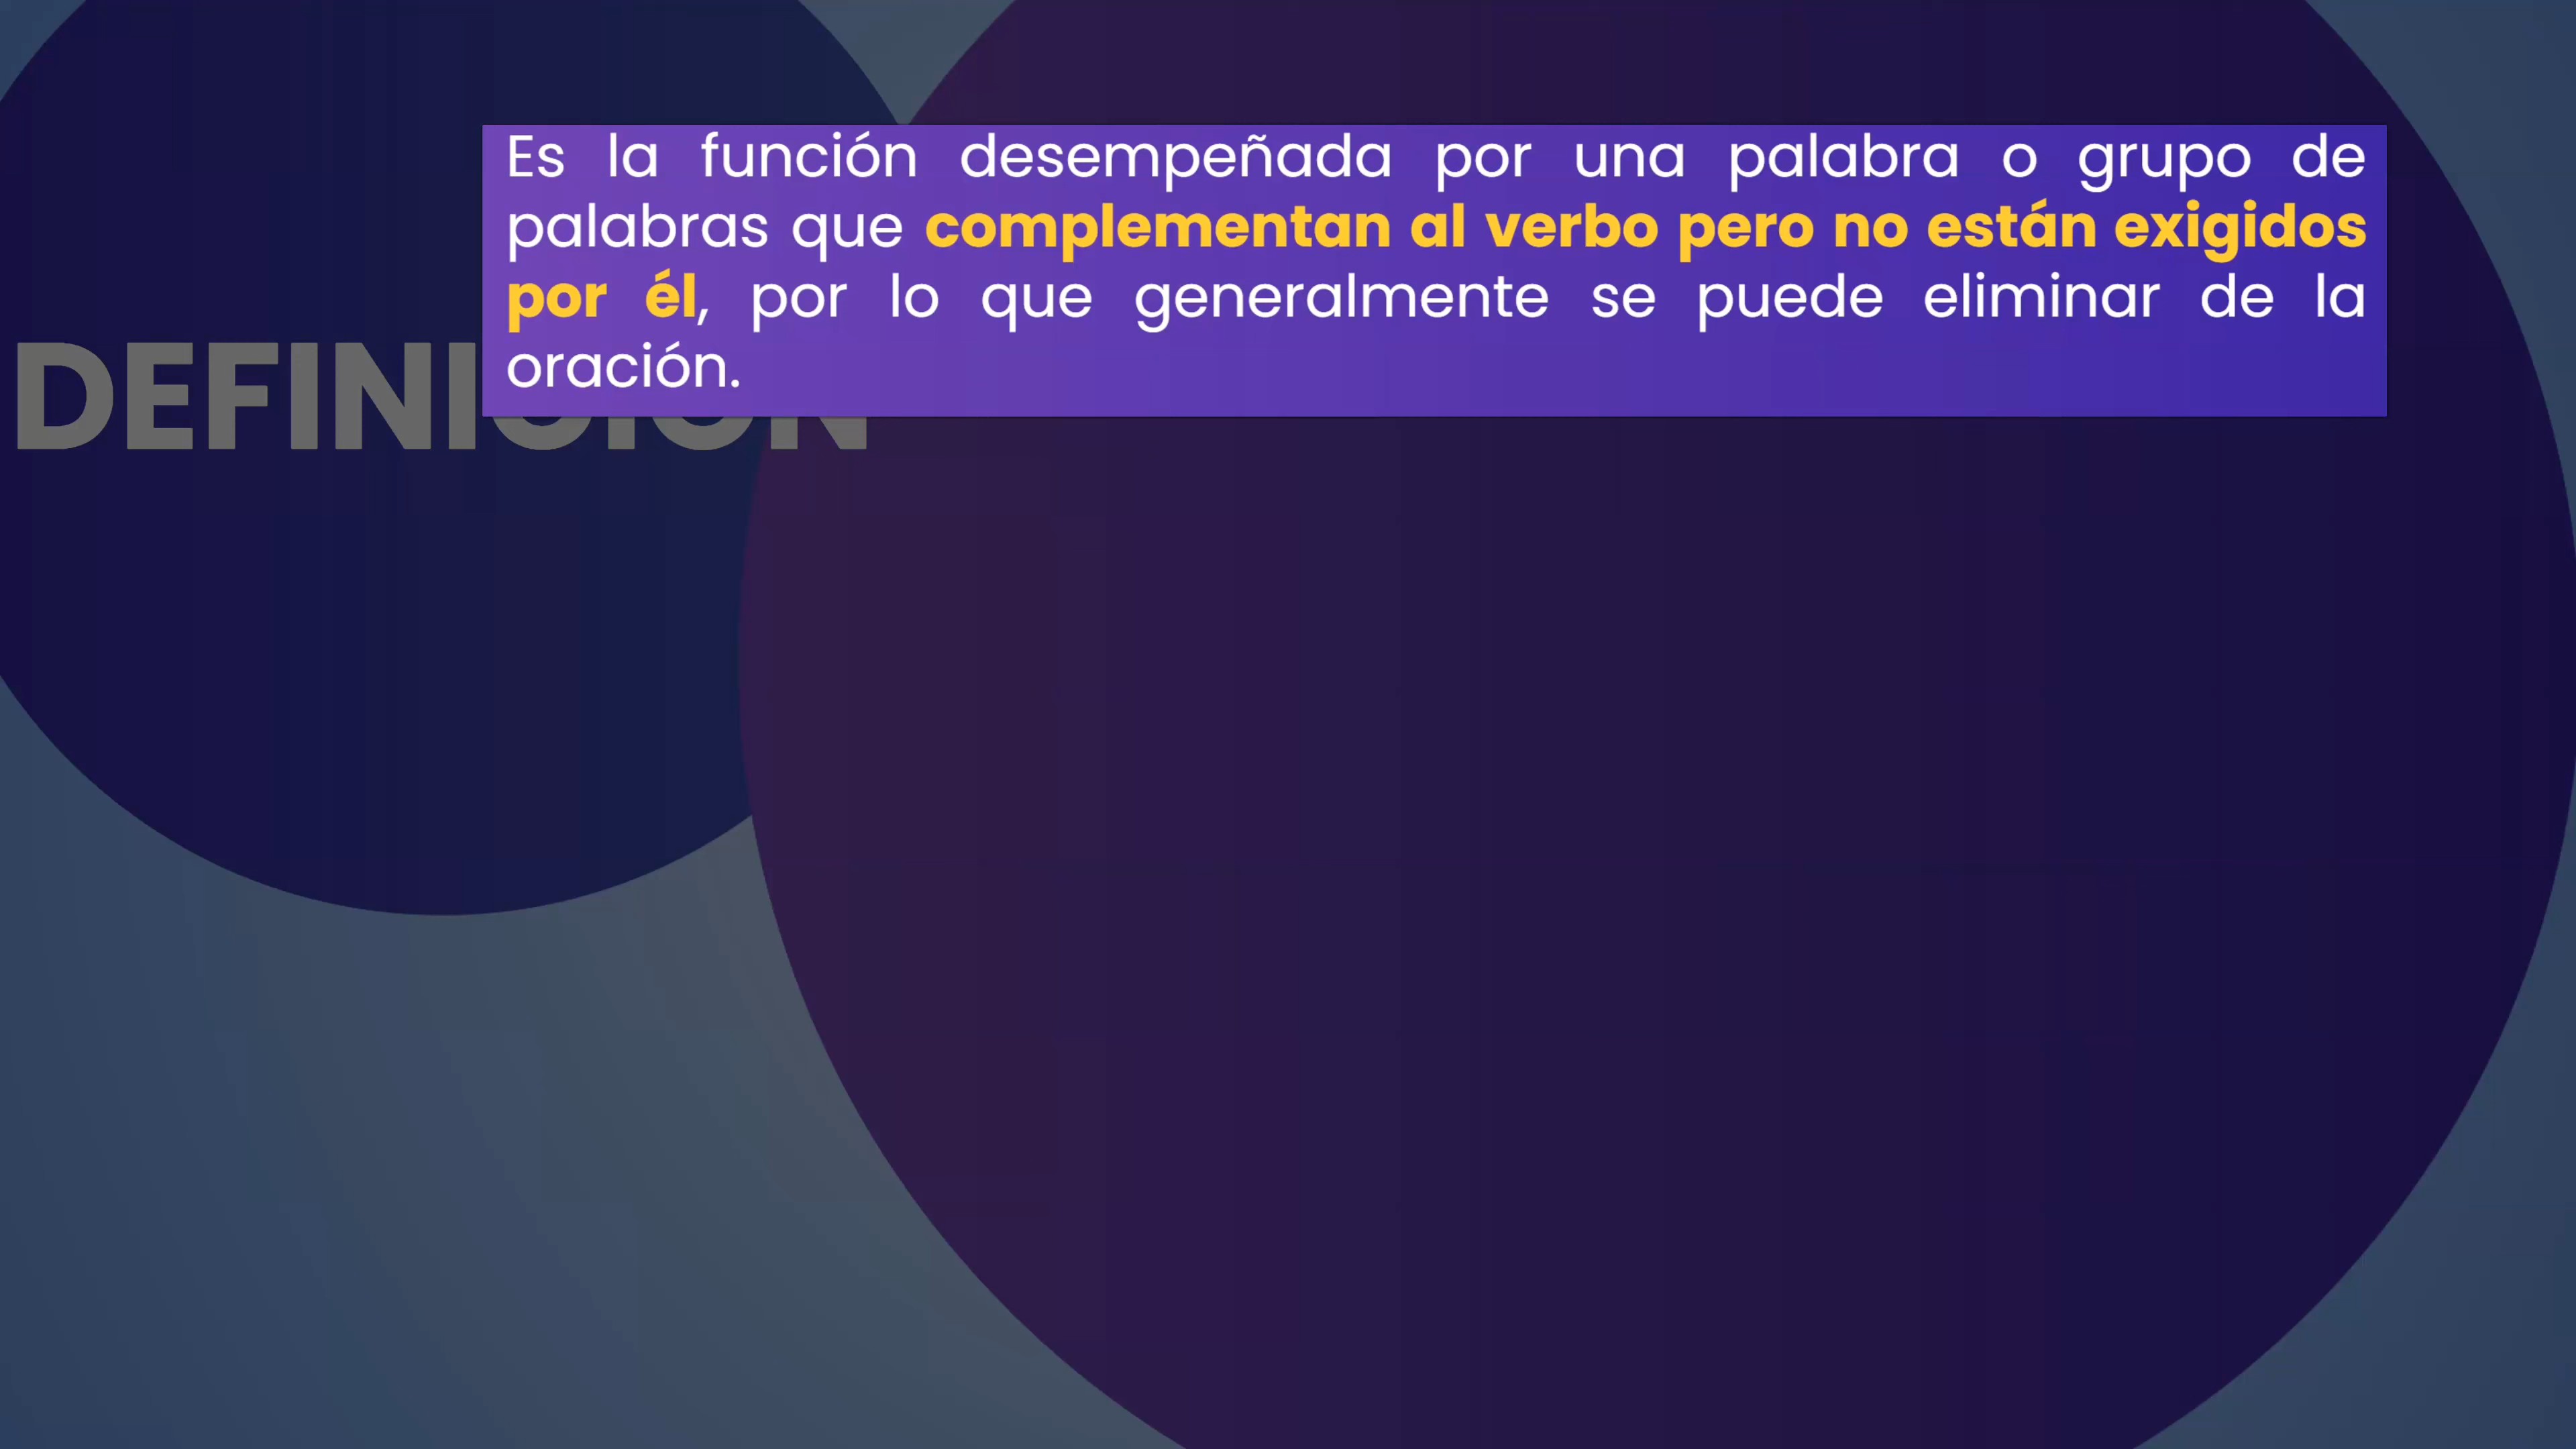 Es la función desempeñada por una palabra o grupo de
palabras que complementan al verbo pero no están exigidos
por él, por lo que generalmente se puede eliminar de la
oración.
DEFINICIÓN